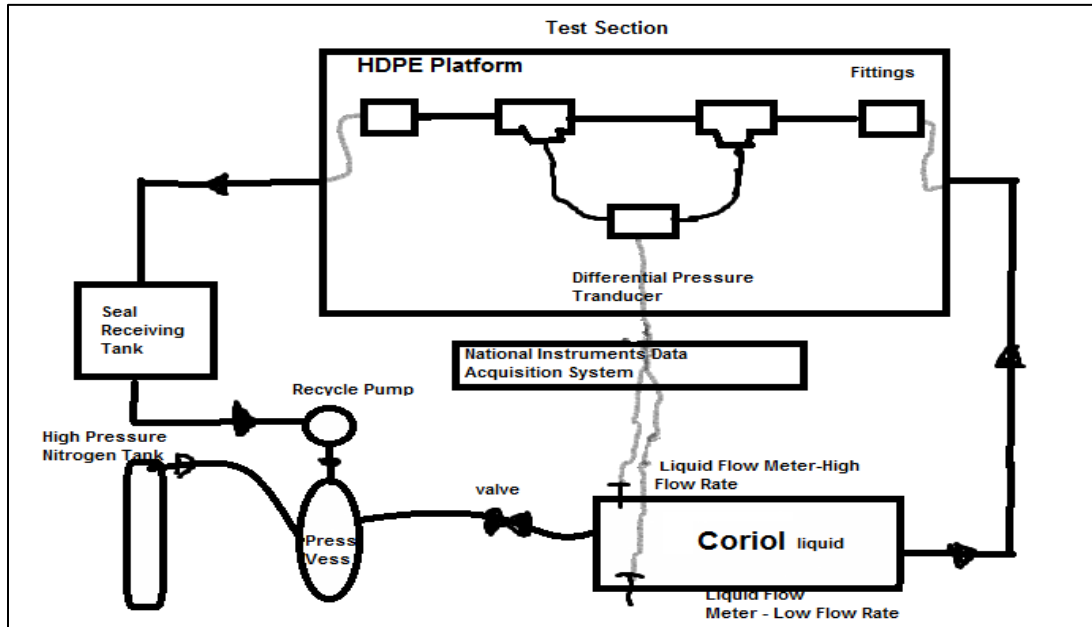 Test Section
HDPE Platform
Fittings
Differential Pressure
Tranducer
Seal
Receiving
Tank
National Instruments Data
Acquisition System
Recycle Pump
High Pressure
Nitrogen Tank
Liquid Flow Meter-High
Flow Rate
valve
Press
Vess
Coriol liquid
Liquid Flow
Meter - Low Flow Rate